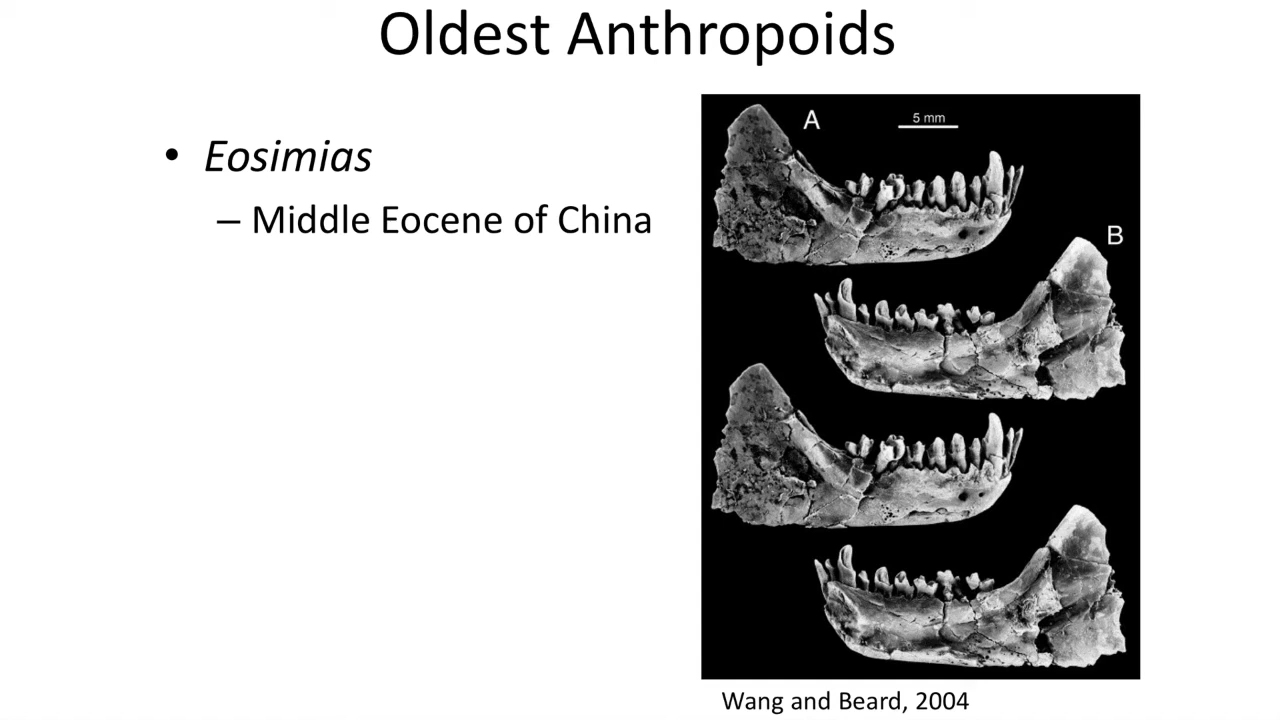 Oldest Anthropoids
• Eosimias
– Middle Eocene of China
A
5 mm
B
Wang and Beard, 2004